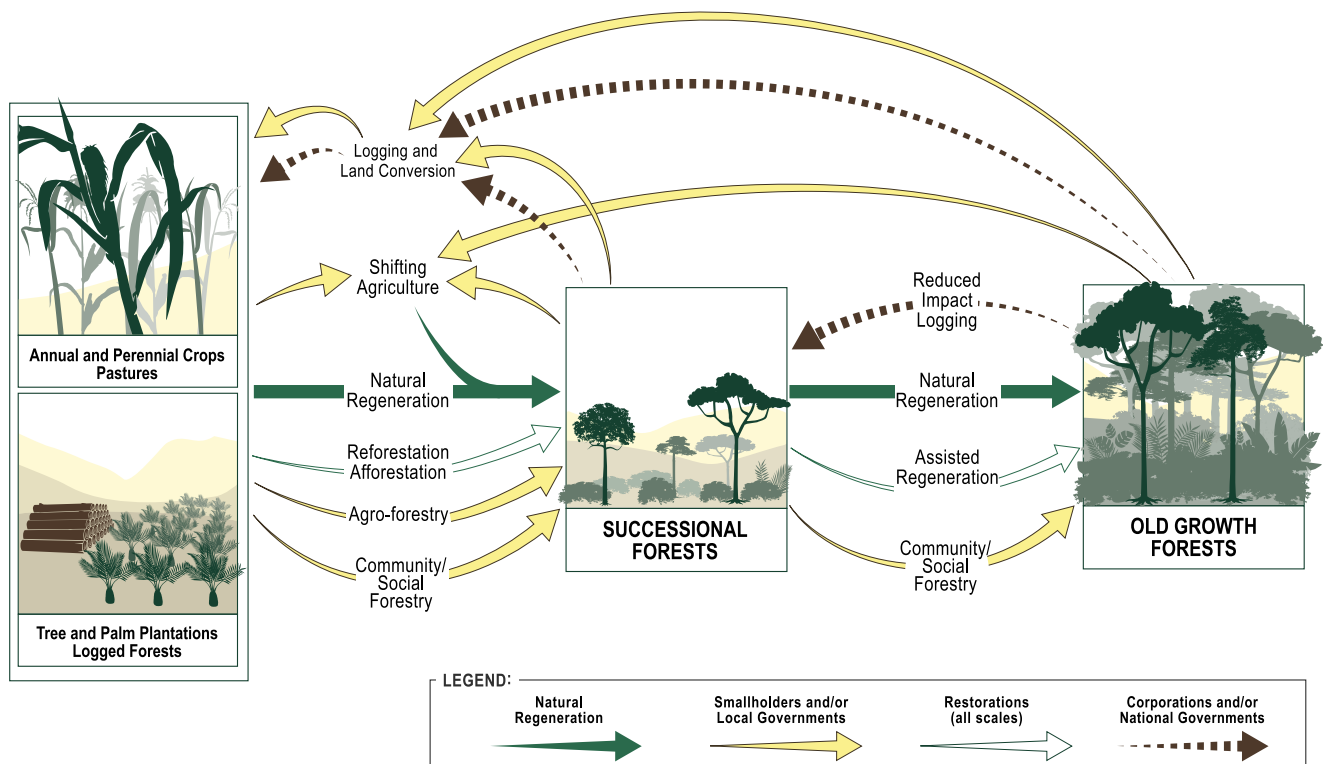 Logging and
Land Conversion
Shifting
Agriculture
Reduced
Impact
Logging
Annual and Perennial Crops
Pastures
Natural
Regeneration
Natural
Regeneration
Reforestation
Afforestation
Assisted
Regeneration
Agro-forestry
SUCCESSIONAL
FORESTS
OLD GROWTH
FORESTS
Community/
Social
Forestry
Community/
Social
Forestry
Tree and Palm Plantations
Logged Forests
LEGEND:
Natural
Regeneration
Smallholders and/or
Local Governments
Restorations
(all scales)
Corporations and/or
National Governments